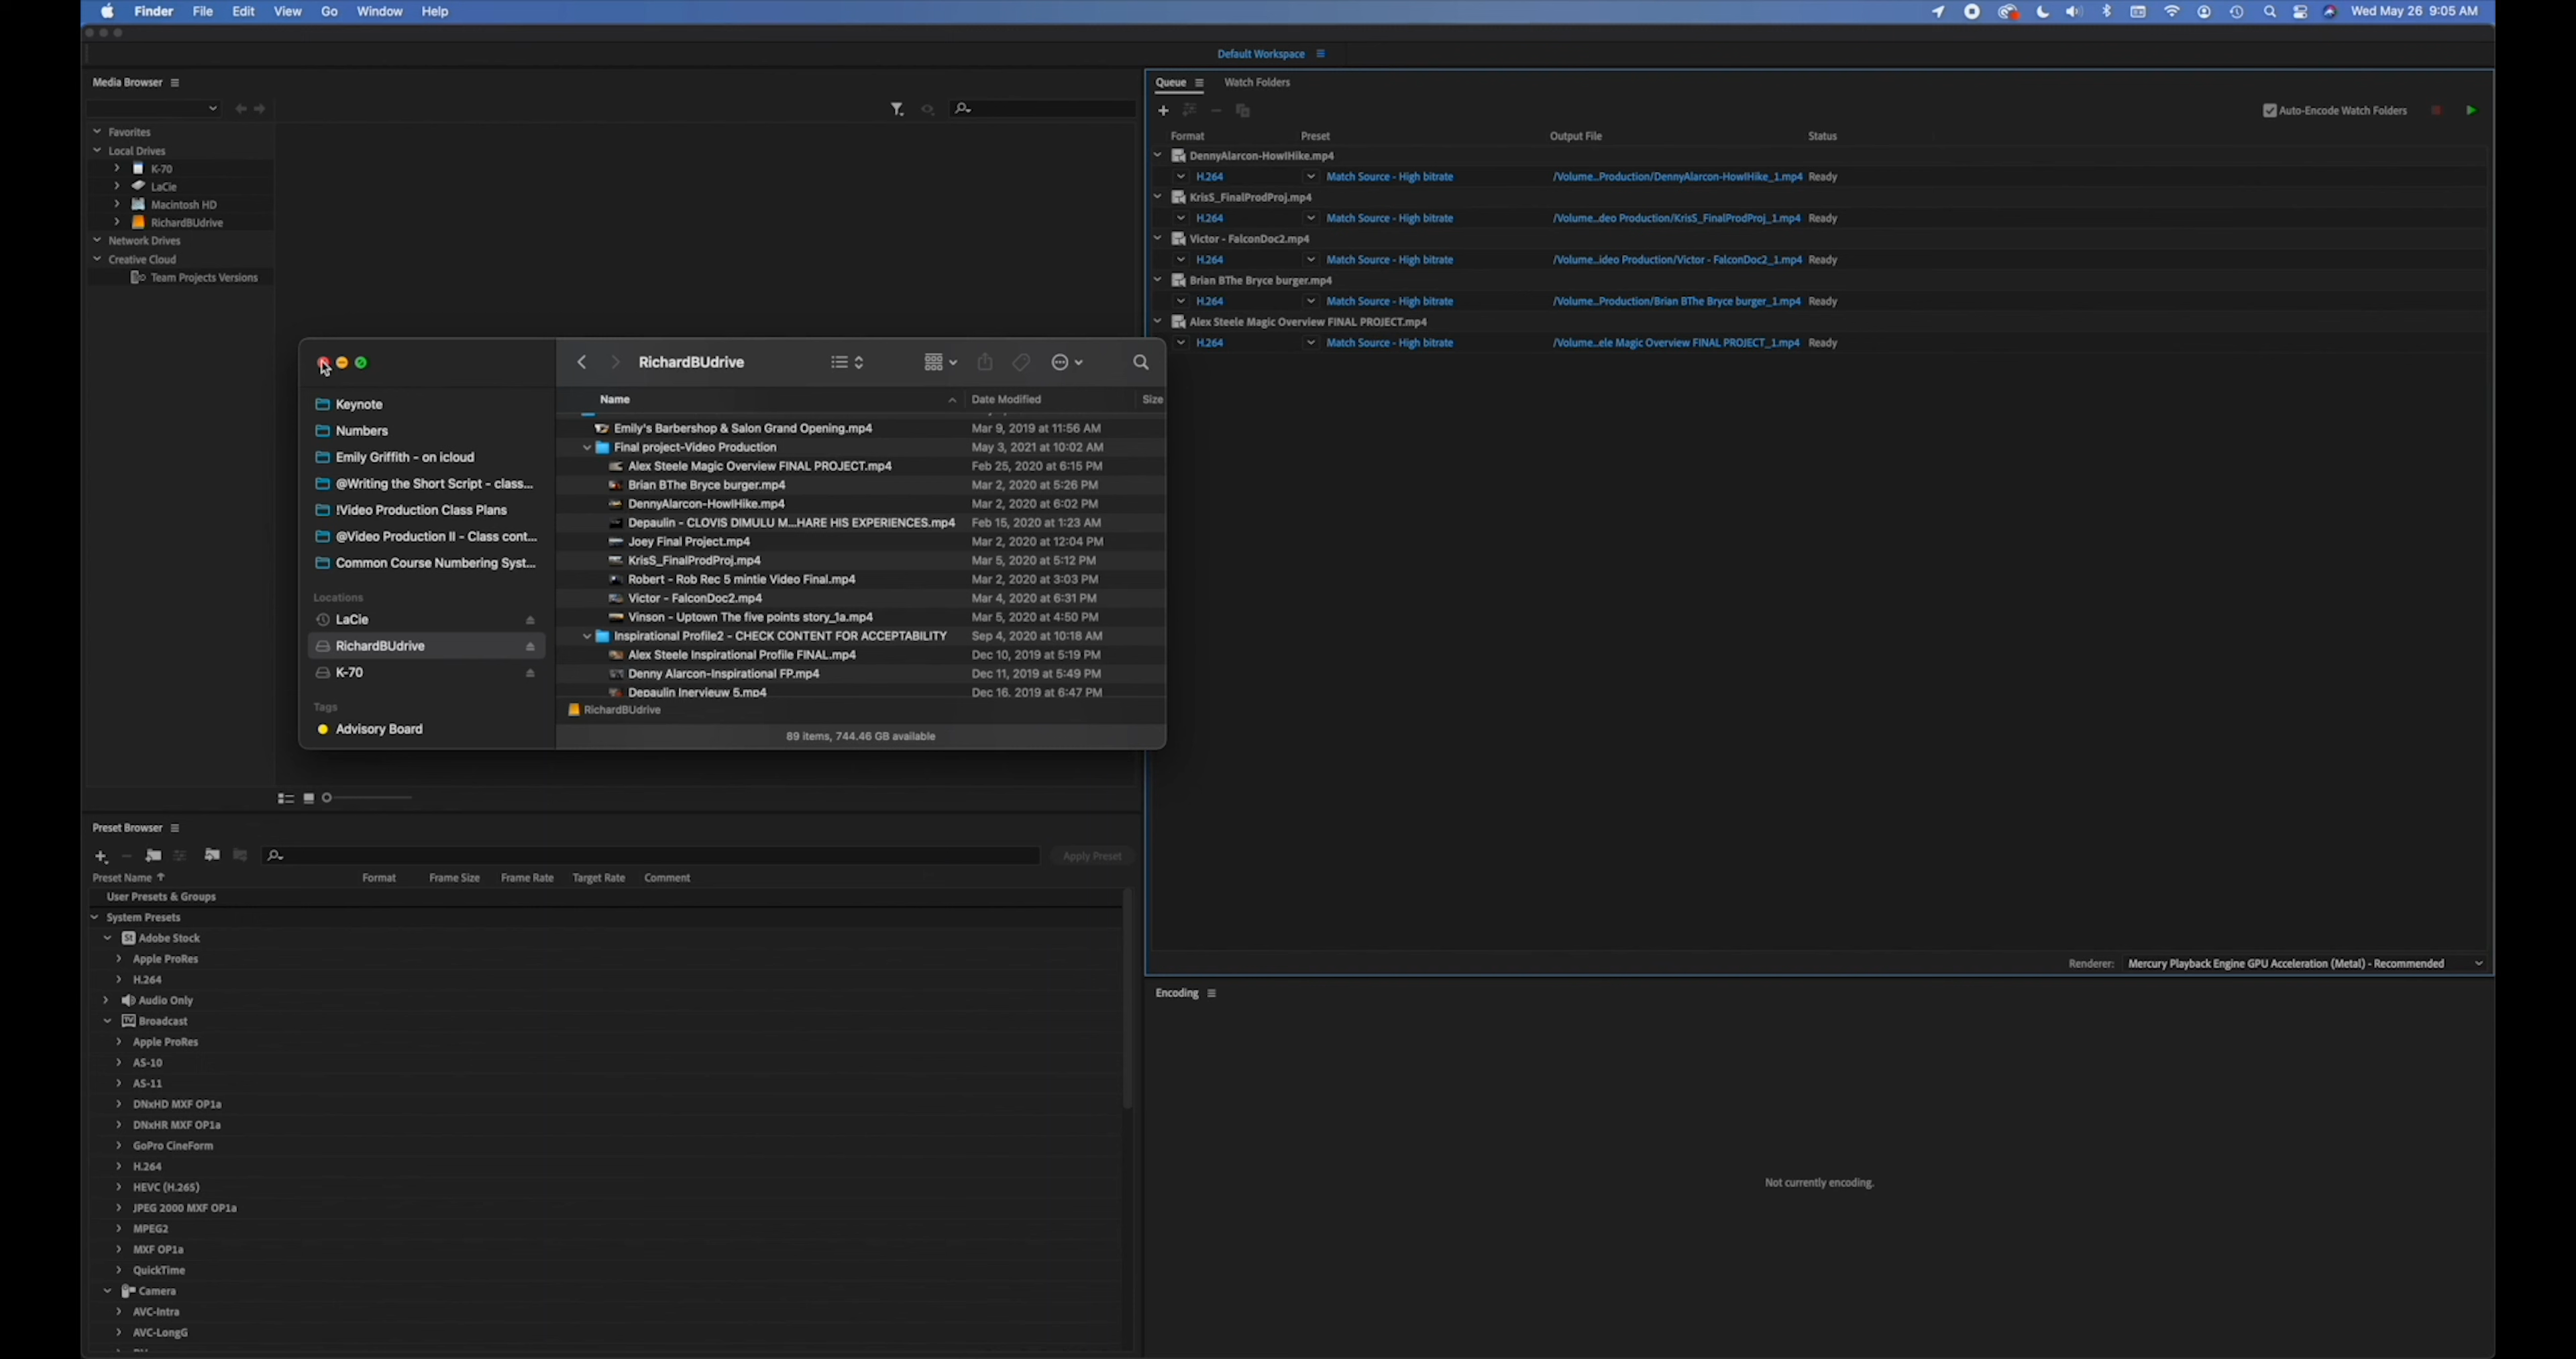 Finder File Edit View Go Window Help
Wed May 26 9:05 AM
Default Workspace
Media Browser
Favorites
Local Drives
K-70
LaCie
Macintosh HD
RichardBUdrive
Network Drives
Creative Cloud
Team Projects Versions
Queue Watch Folders
Auto-Encode Watch Folders
Format Preset Output File Status
DennyAlarcon-HowIHike.mp4
H.264 Match Source - High bitrate /Volume...Production/DennyAlarcon-HowIHike_1.mp4 Ready
KrisS_FinalProdProj.mp4
H.264 Match Source - High bitrate /Volume...deo Production/KrisS_FinalProdProj_1.mp4 Ready
Victor - FalconDoc2.mp4
H.264 Match Source - High bitrate /Volume...ideo Production/Victor - FalconDoc2_1.mp4 Ready
Brian BThe Bryce burger.mp4
H.264 Match Source - High bitrate /Volume...Production/Brian BThe Bryce burger_1.mp4 Ready
Alex Steele Magic Overview FINAL PROJECT.mp4
H.264 Match Source - High bitrate /Volume...ele Magic Overview FINAL PROJECT_1.mp4 Ready
Keynote
Numbers
Emily Griffith - on icloud
@Writing the Short Script - class...
!Video Production Class Plans
@Video Production II - Class cont...
Common Course Numbering Syst...
Locations
LaCie
RichardBUdrive
K-70
Tags
Advisory Board
RichardBUdrive
Name Date Modified Size
Emily's Barbershop & Salon Grand Opening.mp4 Mar 9, 2019 at 11:56 AM
Final project-Video Production May 3, 2021 at 10:02 AM
Alex Steele Magic Overview FINAL PROJECT.mp4 Feb 25, 2020 at 6:15 PM
Brian BThe Bryce burger.mp4 Mar 2, 2020 at 5:26 PM
DennyAlarcon-HowIHike.mp4 Mar 2, 2020 at 6:02 PM
Depaulin - CLOVIS DIMULU M...HARE HIS EXPERIENCES.mp4 Feb 15, 2020 at 1:23 AM
Joey Final Project.mp4 Mar 2, 2020 at 12:04 PM
KrisS_FinalProdProj.mp4 Mar 5, 2020 at 5:12 PM
Robert - Rob Rec 5 mintie Video Final.mp4 Mar 2, 2020 at 3:03 PM
Victor - FalconDoc2.mp4 Mar 4, 2020 at 6:31 PM
Vinson - Uptown The five points story_1a.mp4 Mar 5, 2020 at 4:50 PM
Inspirational Profile2 - CHECK CONTENT FOR ACCEPTABILITY Sep 4, 2020 at 10:18 AM
Alex Steele Inspirational Profile FINAL.mp4 Dec 10, 2019 at 5:19 PM
Denny Alarcon-Inspirational FP.mp4 Dec 11, 2019 at 5:49 PM
Depaulin Inervieuw 5.mp4 Dec 16, 2019 at 6:47 PM
RichardBUdrive
89 items, 744.46 GB available
Preset Browser
Apply Preset
Preset Name Format Frame Size Frame Rate Target Rate Comment
User Presets & Groups
System Presets
St Adobe Stock
Apple ProRes
H.264
Audio Only
TV Broadcast
Apple ProRes
AS-10
AS-11
DNxHD MXF OP1a
DNxHR MXF OP1a
GoPro CineForm
H.264
HEVC (H.265)
JPEG 2000 MXF OP1a
MPEG2
MXF OP1a
QuickTime
Camera
AVC-Intra
AVC-LongG
Renderer: Mercury Playback Engine GPU Acceleration (Metal) - Recommended
Encoding
Not currently encoding.